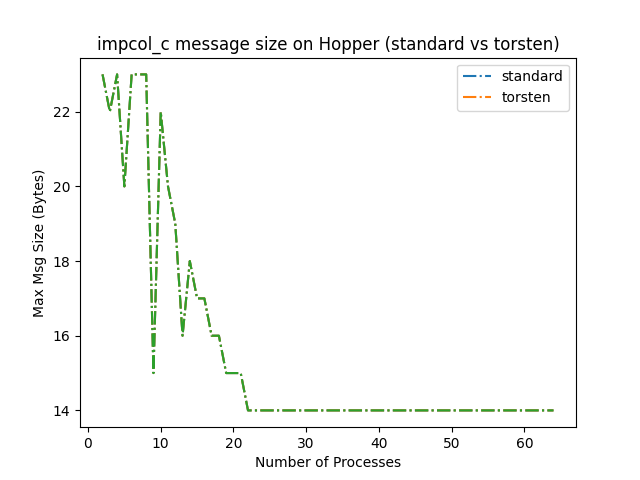 impcol_c message size on Hopper (standard vs torsten)
standard
torsten
Max Msg Size (Bytes)
22
20
18
16
14
0 10 20 30 40 50 60
Number of Processes